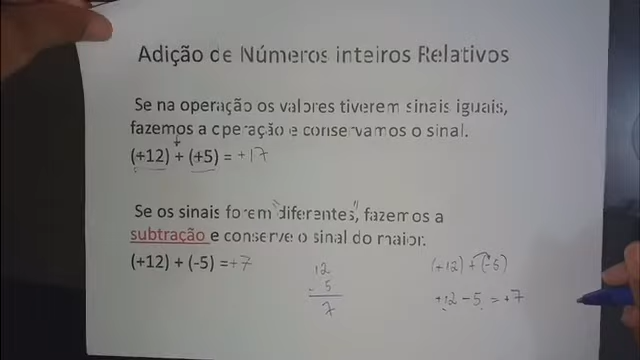 Adição de Números inteiros Relativos
Se na operação os valores tiverem sinais iguais,
fazemos a operação e conservamos o sinal.
(+12) + (+5) = +17
Se os sinais forem "diferentes", fazemos a
subtração e conserve o sinal do maior.
(+12) + (-5) = +7
12
- 5
7
(+12) + (-5)
+12 - 5 = +7